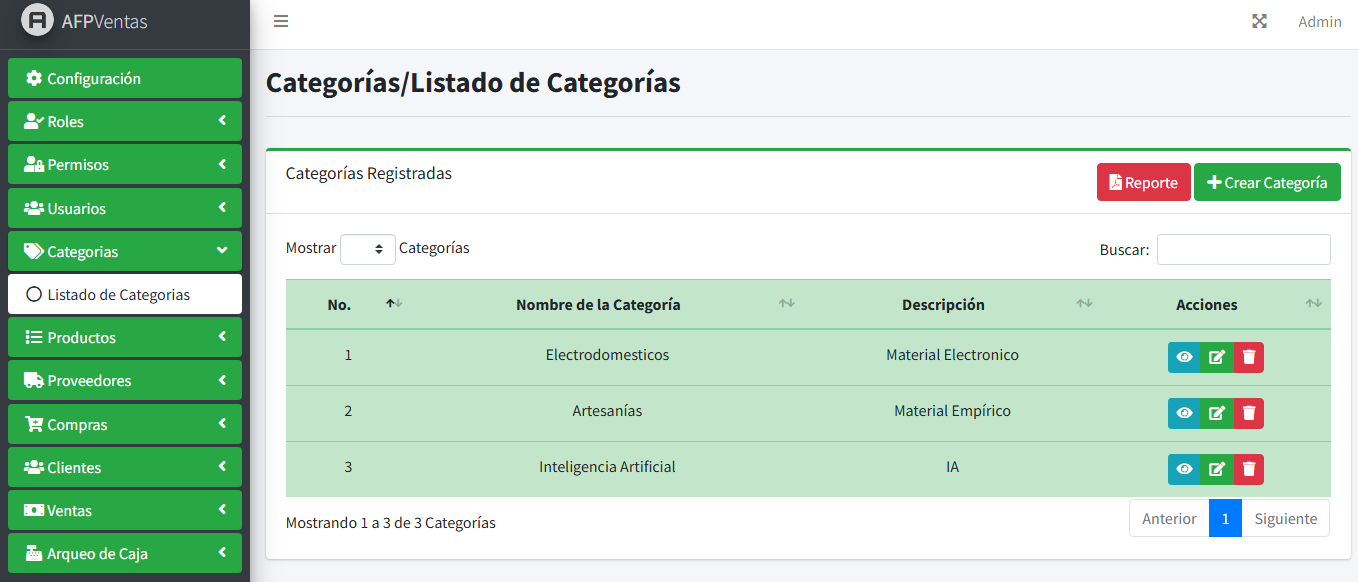 AFPVentas
Admin
Configuración
Roles
Permisos
Usuarios
Categorias
Listado de Categorias
Productos
Proveedores
Compras
Clientes
Ventas
Arqueo de Caja
Categorías/Listado de Categorías
Categorías Registradas
Reporte Crear Categoría
Mostrar Categorías Buscar:
No. Nombre de la Categoría Descripción Acciones
1 Electrodomesticos Material Electronico
2 Artesanías Material Empírico
3 Inteligencia Artificial IA
Mostrando 1 a 3 de 3 Categorías
Anterior 1 Siguiente